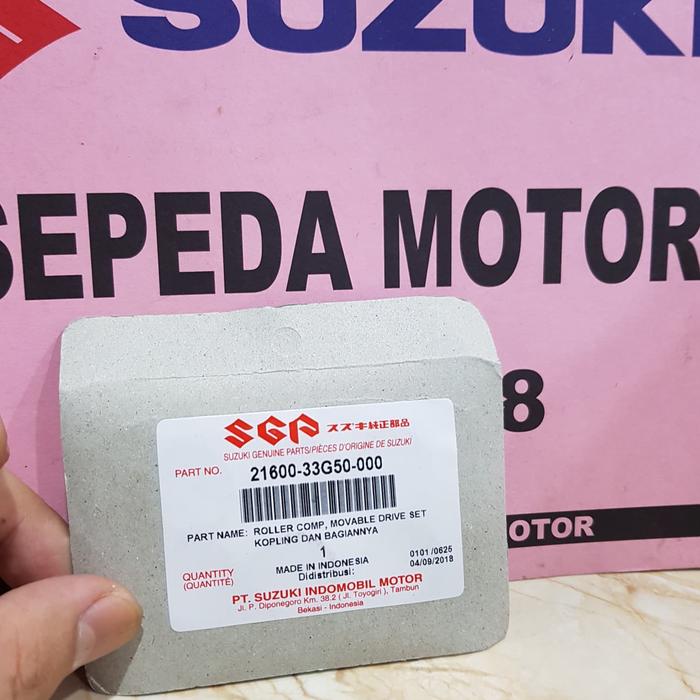 SUZUKI
SEPEDA MOTOR
8
OTOR
SGP スズキ純正部品
SUZUKI GENUINE PARTS/PIÈCES D'ORIGINE DE SUZUKI
PART NO. 21600-33G50-000
PART NAME: ROLLER COMP, MOVABLE DRIVE SET
KOPLING DAN BAGIANNYA
1
QUANTITY
(QUANTITÉ)
MADE IN INDONESIA
Didistribusi:
0101 /0625
04/09/2018
PT. SUZUKI INDOMOBIL MOTOR
Jl. P. Diponegoro Km. 38.2 ( Jl. Toyogiri ), Tambun
Bekasi - Indonesia